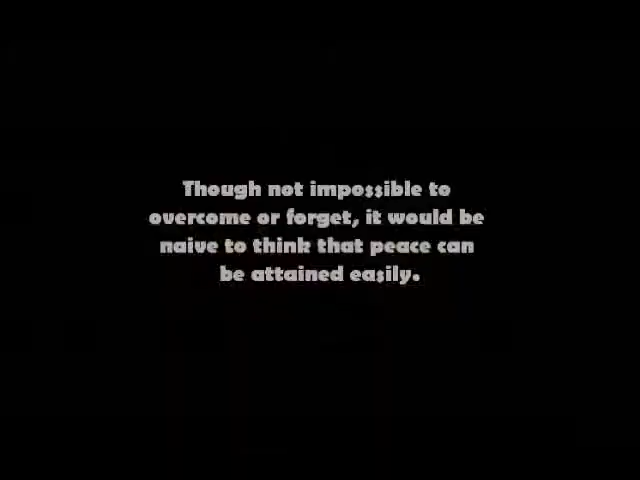 Though not impossible to
overcome or forget, it would be
naive to think that peace can
be attained easily.